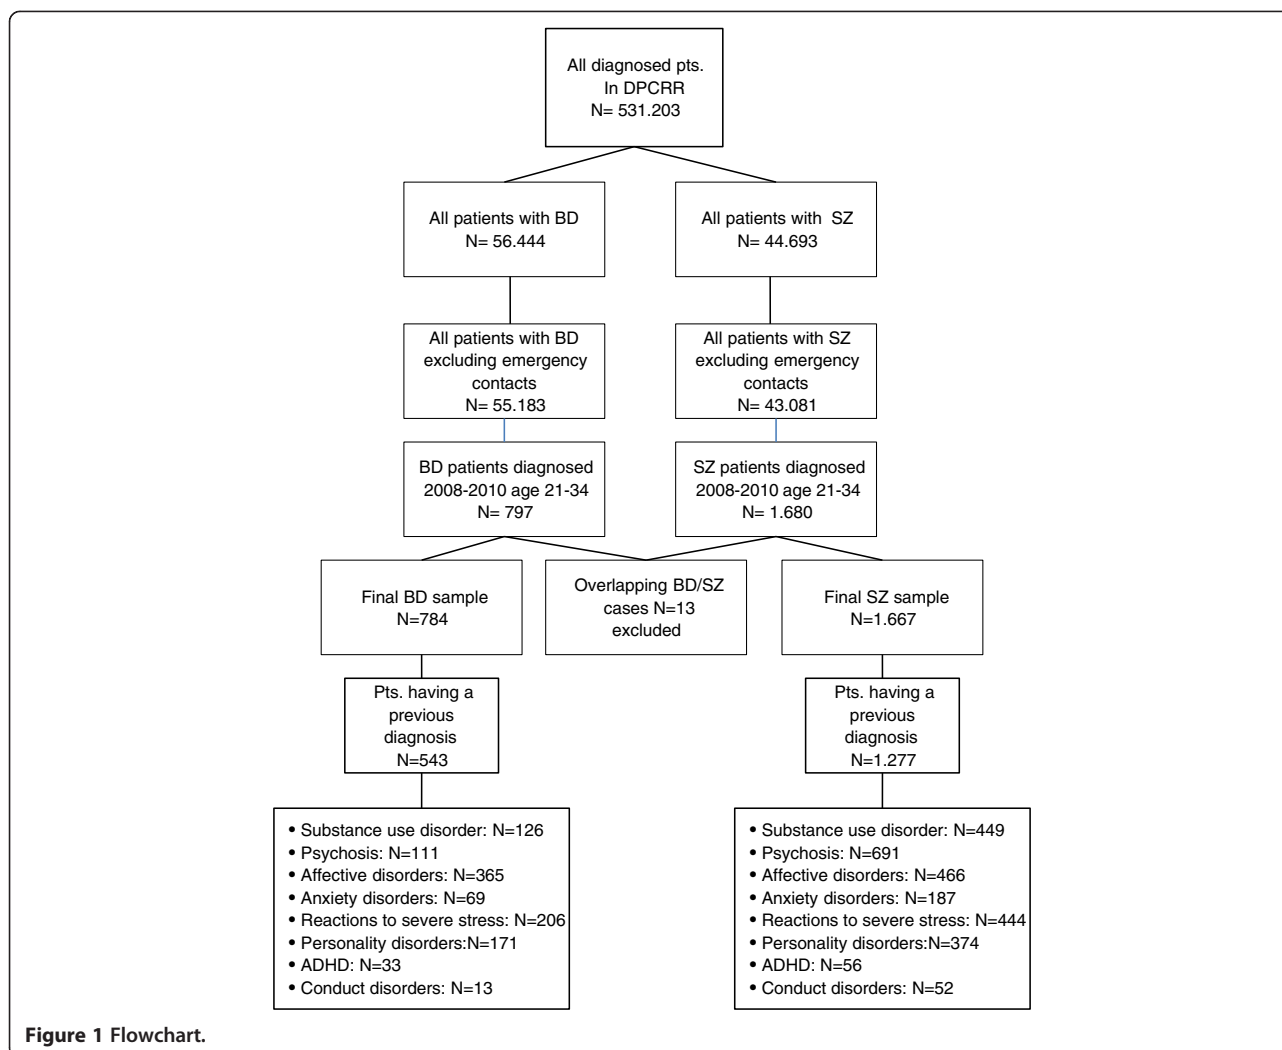 All diagnosed pts.
In DPCRR
N= 531.203
All patients with BD
N= 56.444
All patients with  SZ
N= 44.693
All patients with BD
excluding emergency
contacts
N= 55.183
All patients with SZ
excluding emergency
contacts
N= 43.081
BD patients diagnosed
2008-2010 age 21-34
N= 797
SZ patients diagnosed
2008-2010 age 21-34
N= 1.680
Final BD sample
N=784
Overlapping BD/SZ
cases N=13
excluded
Final SZ sample
N=1.667
Pts. having a
previous
diagnosis
N=543
Pts. having a
previous
diagnosis
N=1.277
• Substance use disorder: N=126
• Psychosis: N=111
• Affective disorders: N=365
• Anxiety disorders: N=69
• Reactions to severe stress: N=206
• Personality disorders:N=171
• ADHD: N=33
• Conduct disorders: N=13
• Substance use disorder: N=449
• Psychosis: N=691
• Affective disorders: N=466
• Anxiety disorders: N=187
• Reactions to severe stress: N=444
• Personality disorders:N=374
• ADHD: N=56
• Conduct disorders: N=52
Figure 1 Flowchart.